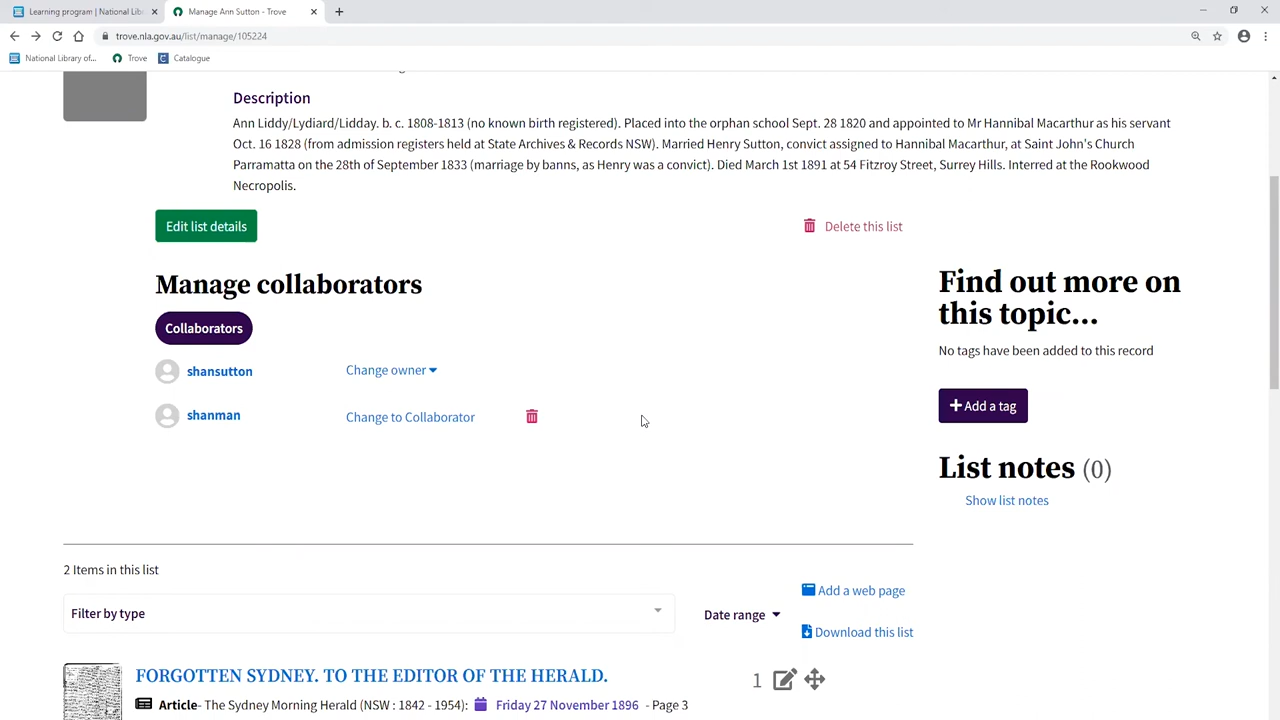 Learning program | National Lib
Manage Ann Sutton - Trove
trove.nla.gov.au/list/manage/105224
National Library of...
Trove
Catalogue
Description
Ann Liddy/Lydiard/Lidday. b. c. 1808-1813 (no known birth registered). Placed into the orphan school Sept. 28 1820 and appointed to Mr Hannibal Macarthur as his servant
Oct. 16 1828 (from admission registers held at State Archives & Records NSW). Married Henry Sutton, convict assigned to Hannibal Macarthur, at Saint John's Church
Parramatta on the 28th of September 1833 (marriage by banns, as Henry was a convict). Died March 1st 1891 at 54 Fitzroy Street, Surrey Hills. Interred at the Rookwood
Necropolis.
Edit list details
Delete this list
Manage collaborators
Collaborators
shansutton
Change owner
shanman
Change to Collaborator
Find out more on
this topic...
No tags have been added to this record
Add a tag
List notes (0)
Show list notes
2 Items in this list
Filter by type
Date range
Add a web page
Download this list
FORGOTTEN SYDNEY. TO THE EDITOR OF THE HERALD.
1
Article- The Sydney Morning Herald (NSW : 1842 - 1954): Friday 27 November 1896 - Page 3